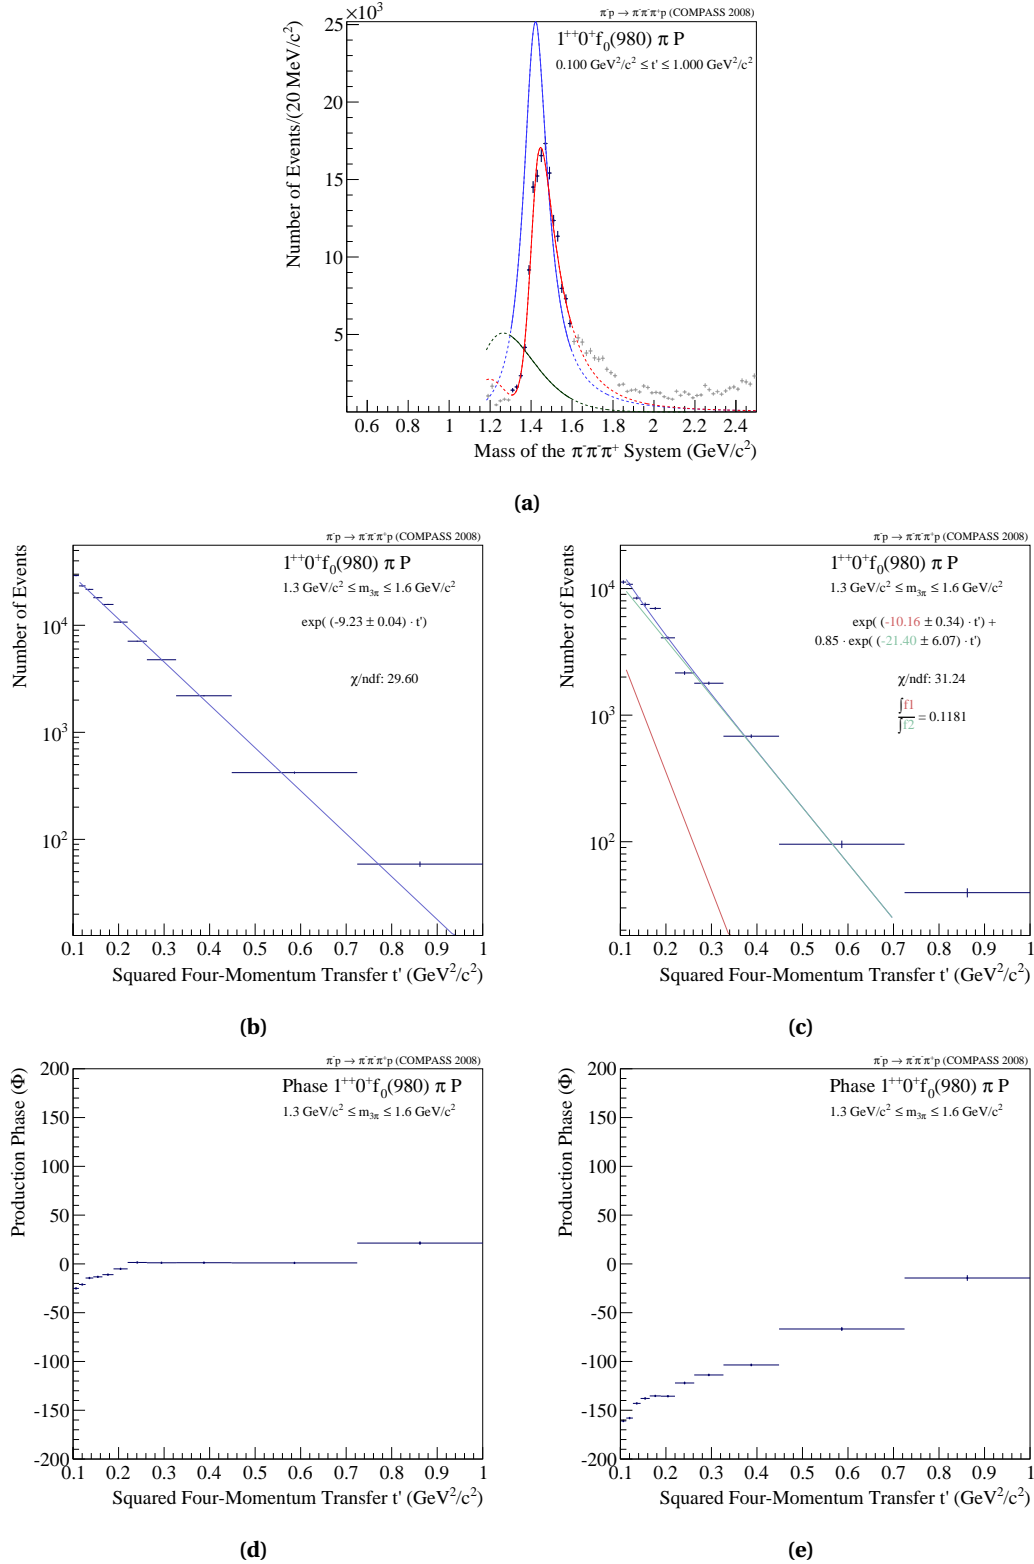 π⁻p → π⁻π⁻π⁺p (COMPASS 2008)
×10³
1⁺⁺0⁺f₀(980) π P
0.100 GeV²/c² ≤ t' ≤ 1.000 GeV²/c²
Number of Events/(20 MeV/c²)
25
20
15
10
5
0.6 0.8 1 1.2 1.4 1.6 1.8 2 2.2 2.4
Mass of the π⁻π⁻π⁺ System (GeV/c²)
(a)
π⁻p → π⁻π⁻π⁺p (COMPASS 2008)
1⁺⁺0⁺f₀(980) π P
1.3 GeV/c² ≤ m₃π ≤ 1.6 GeV/c²
exp( (-9.23 ± 0.04) · t')
χ/ndf: 29.60
Number of Events
10⁴
10³
10²
0.1 0.2 0.3 0.4 0.5 0.6 0.7 0.8 0.9 1
Squared Four-Momentum Transfer t' (GeV²/c²)
(b)
π⁻p → π⁻π⁻π⁺p (COMPASS 2008)
1⁺⁺0⁺f₀(980) π P
1.3 GeV/c² ≤ m₃π ≤ 1.6 GeV/c²
exp( (-10.16 ± 0.34) · t') +
0.85 · exp( (-21.40 ± 6.07) · t')
χ/ndf: 31.24
∫f1
∫f2 = 0.1181
Number of Events
10⁴
10³
10²
0.1 0.2 0.3 0.4 0.5 0.6 0.7 0.8 0.9 1
Squared Four-Momentum Transfer t' (GeV²/c²)
(c)
π⁻p → π⁻π⁻π⁺p (COMPASS 2008)
Phase 1⁺⁺0⁺f₀(980) π P
1.3 GeV/c² ≤ m₃π ≤ 1.6 GeV/c²
Production Phase (Φ)
200
150
100
50
0
-50
-100
-150
-200
0.1 0.2 0.3 0.4 0.5 0.6 0.7 0.8 0.9 1
Squared Four-Momentum Transfer t' (GeV²/c²)
(d)
π⁻p → π⁻π⁻π⁺p (COMPASS 2008)
Phase 1⁺⁺0⁺f₀(980) π P
1.3 GeV/c² ≤ m₃π ≤ 1.6 GeV/c²
Production Phase (Φ)
200
150
100
50
0
-50
-100
-150
-200
0.1 0.2 0.3 0.4 0.5 0.6 0.7 0.8 0.9 1
Squared Four-Momentum Transfer t' (GeV²/c²)
(e)